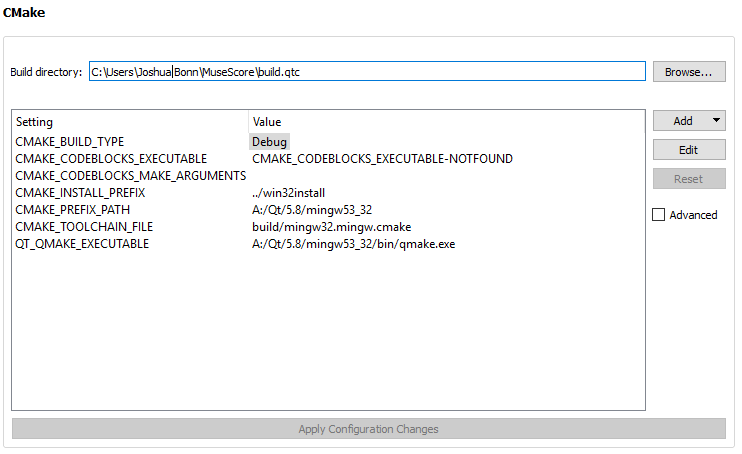 CMake
Build directory: C:\Users\Joshua Bonn\MuseScore\build.qtc Browse...
Setting Value Add
CMAKE_BUILD_TYPE Debug
CMAKE_CODEBLOCKS_EXECUTABLE CMAKE_CODEBLOCKS_EXECUTABLE-NOTFOUND Edit
CMAKE_CODEBLOCKS_MAKE_ARGUMENTS Reset
CMAKE_INSTALL_PREFIX ../win32install
CMAKE_PREFIX_PATH A:/Qt/5.8/mingw53_32 Advanced
CMAKE_TOOLCHAIN_FILE build/mingw32.mingw.cmake
QT_QMAKE_EXECUTABLE A:/Qt/5.8/mingw53_32/bin/qmake.exe
Apply Configuration Changes